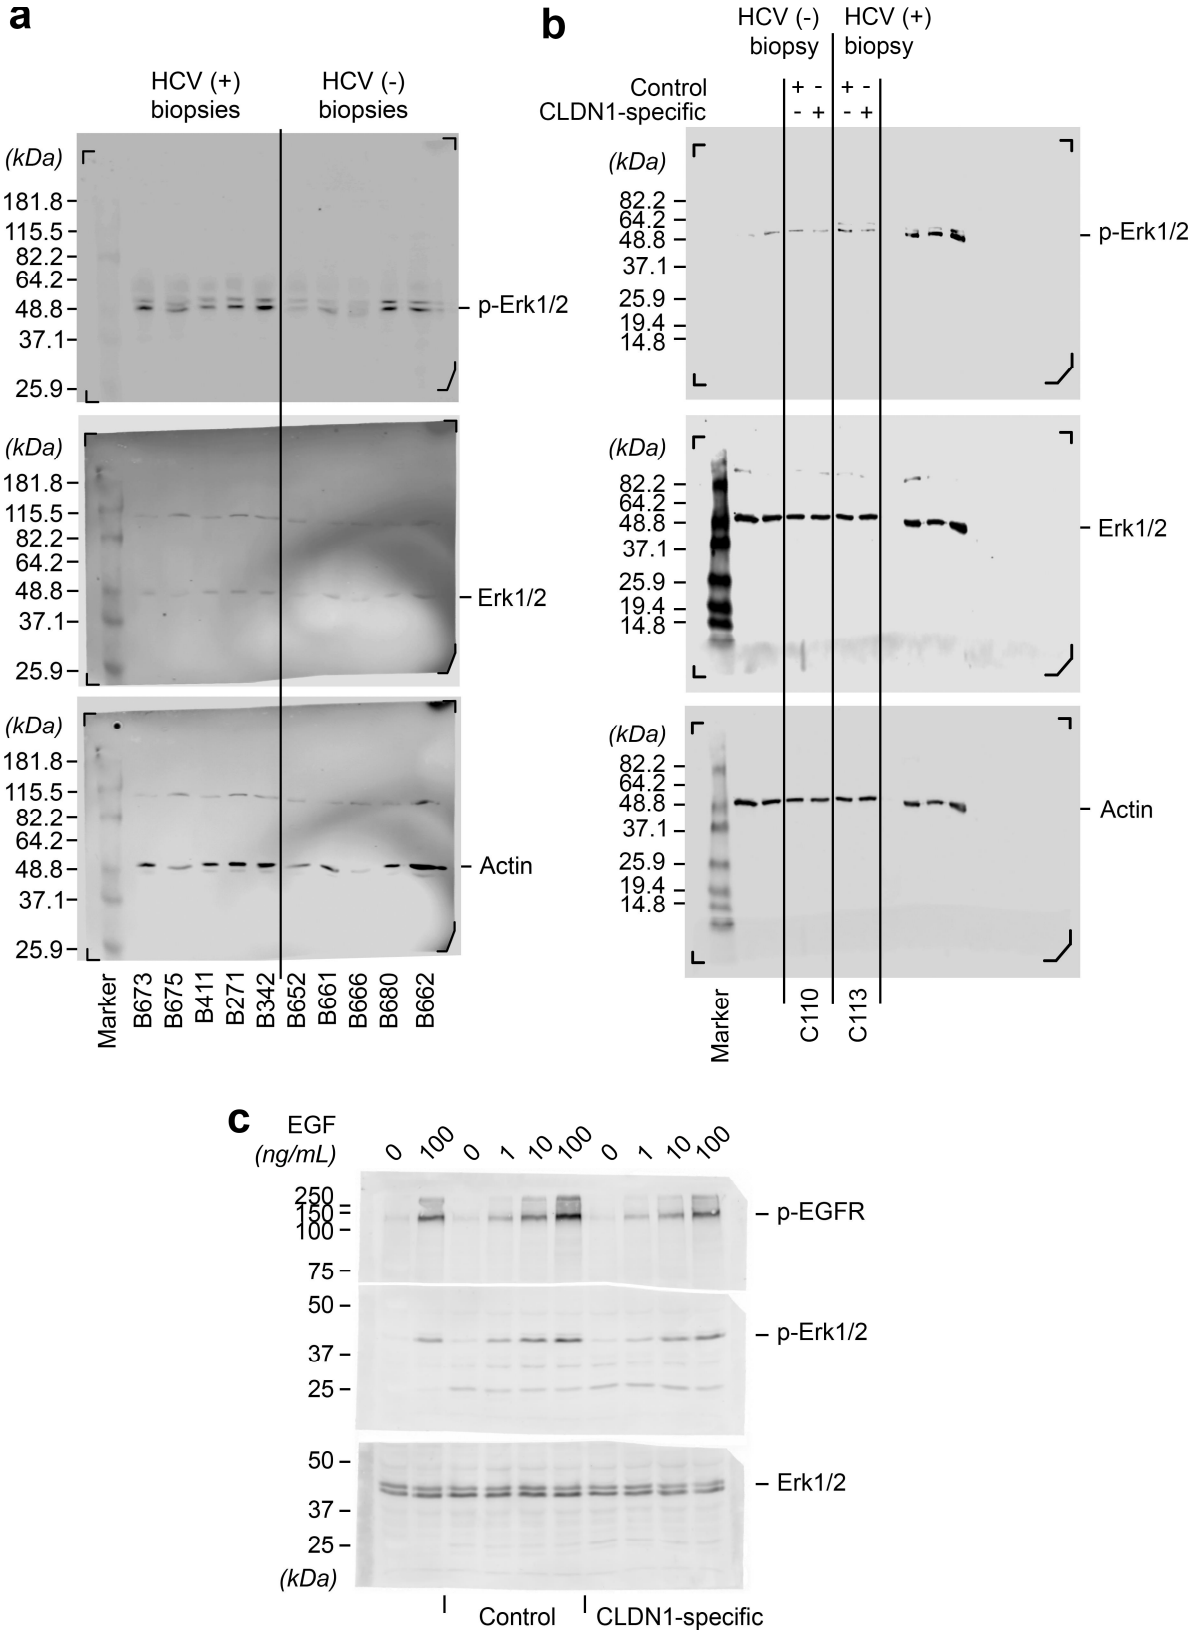 a
HCV (+)
biopsies
HCV (-)
biopsies
(kDa)
181.8
115.5
82.2
64.2
48.8
37.1
25.9
p-Erk1/2
(kDa)
181.8
115.5
82.2
64.2
48.8
37.1
25.9
Erk1/2
(kDa)
181.8
115.5
82.2
64.2
48.8
37.1
25.9
Actin
Marker
B673
B675
B411
B271
B342
B652
B661
B666
B680
B662
b
HCV (-)
biopsy
HCV (+)
biopsy
Control + - + -
CLDN1-specific - + - +
(kDa)
82.2
64.2
48.8
37.1
25.9
19.4
14.8
p-Erk1/2
(kDa)
82.2
64.2
48.8
37.1
25.9
19.4
14.8
Erk1/2
(kDa)
82.2
64.2
48.8
37.1
25.9
19.4
14.8
Actin
Marker
C110
C113
c
EGF
(ng/mL)
0 100 0 1 10 100 0 1 10 100
250
150
100
75
p-EGFR
50
37
25
p-Erk1/2
50
37
25
(kDa)
Erk1/2
Control
CLDN1-specific